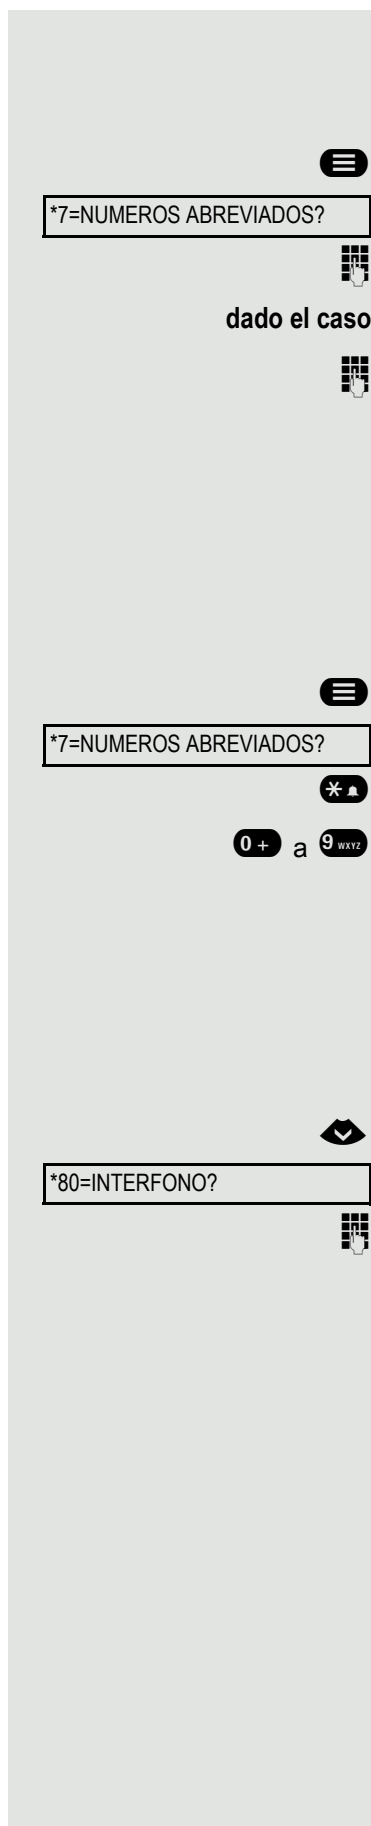 *7=NUMEROS ABREVIADOS?
dado el caso
*7=NUMEROS ABREVIADOS?
*
0 + a 9 WXYZ
*80=INTERFONO?